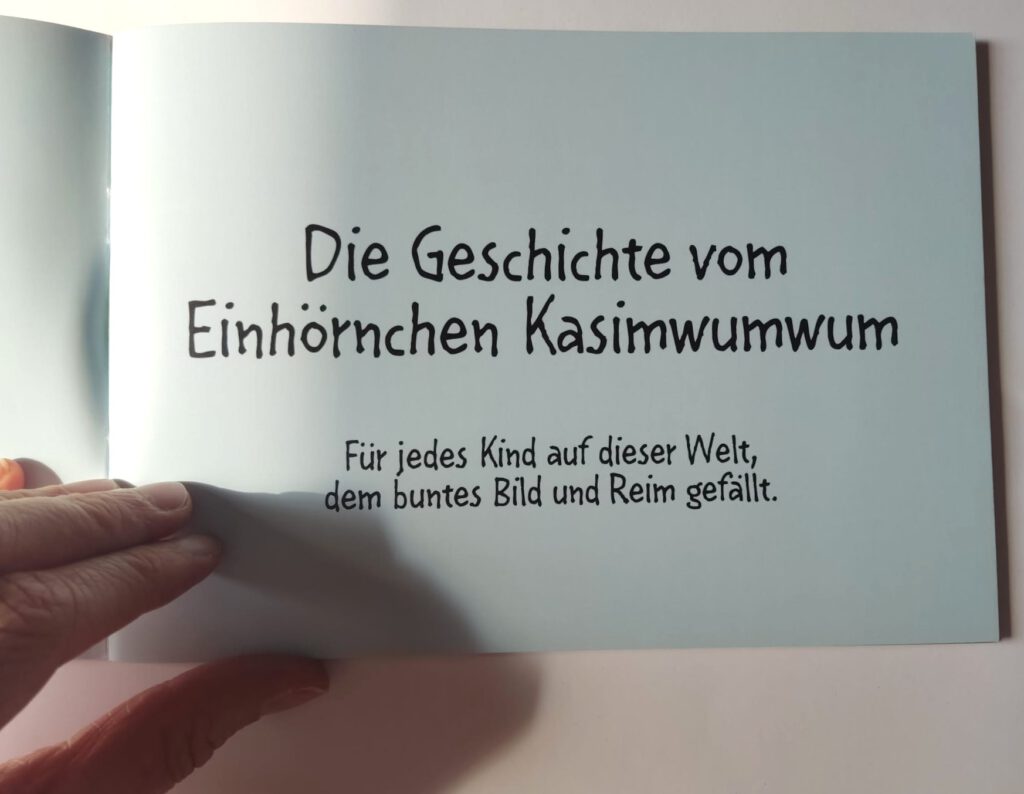 Die Geschichte vom
Einhörnchen Kasimwumwum
Für jedes Kind auf dieser Welt,
dem buntes Bild und Reim gefällt.